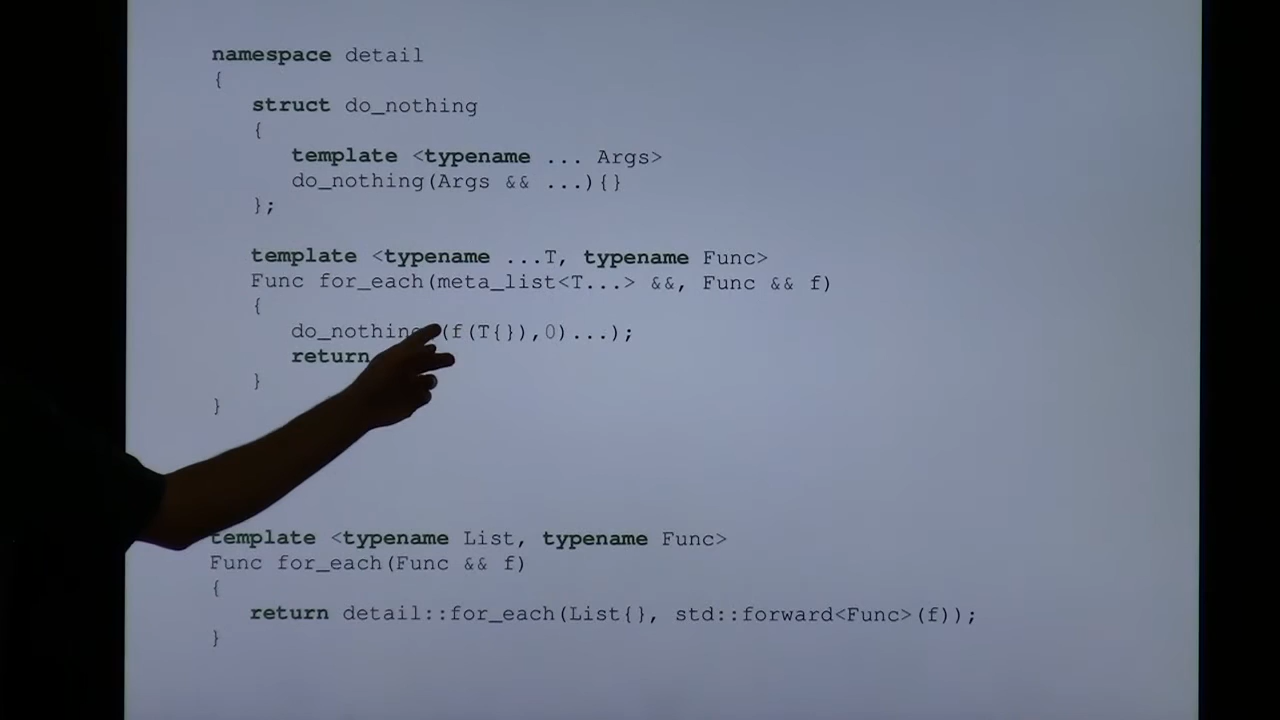 namespace detail
{
struct do_nothing
{
template <typename ... Args>
do_nothing(Args && ...){}
};
template <typename ...T, typename Func>
Func for_each(meta_list<T...> &&, Func && f)
{
do_nothing (f(T{}),0)...);
return
}
}
template <typename List, typename Func>
Func for_each(Func && f)
{
return detail::for_each(List{}, std::forward<Func>(f));
}